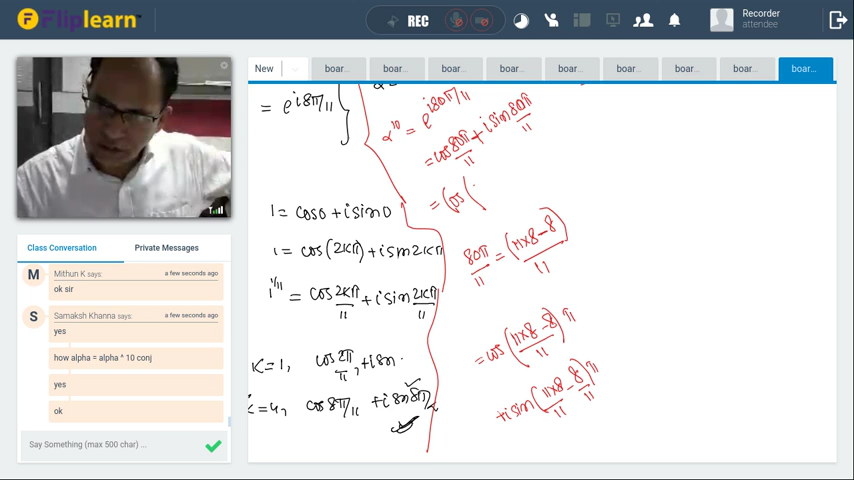 Fliplearn™
REC
Recorder
attendee
New
boar...
boar...
boar...
boar...
boar...
boar...
boar...
boar...
boar...
= e^i8π/11 }
α^10 = e^i80π/11
= cos 80π/11 + i sin 80π/11
= (cos (
80π/11 = (11×8-8)/11
= cos (11×8-8/11) π
+ i sin (11×8/11 - 8/11) π
1 = cos0 + i sin0
1 = cos(2kπ) + i sin 2kπ
1^1/11 = cos 2kπ/11 + i sin 2kπ/11
K=1, cos 2π/11, + i sin
K=4, cos 8π/11 + i sin 8π/11
Class Conversation
Private Messages
M
Mithun K says:
a few seconds ago
ok sir
S
Samaksh Khanna says:
a few seconds ago
yes
how alpha = alpha ^ 10 conj
yes
ok
Say Something (max 500 char) ...